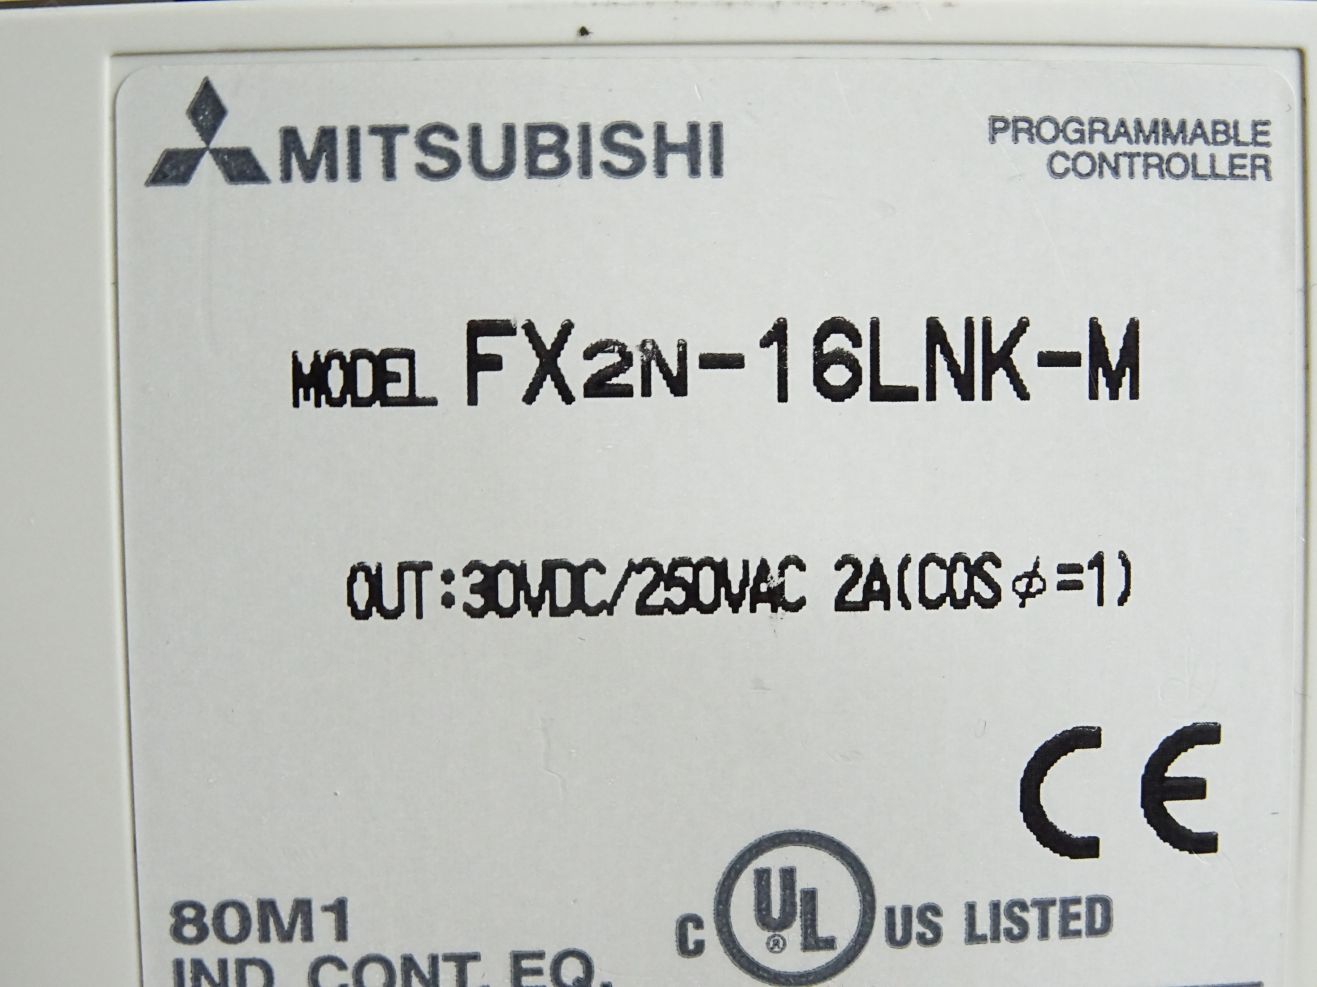 MITSUBISHI
PROGRAMMABLE
CONTROLLER
MODEL FX2N-16LNK-M
OUT:30VDC/250VAC 2A(COSφ=1)
CE
80M1
IND. CONT. EQ.
C UL® US LISTED